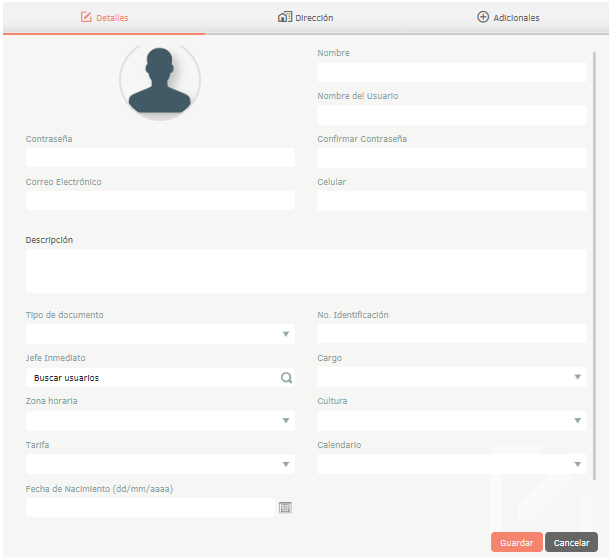 Detalles
Dirección
Adicionales
Nombre
Nombre del Usuario
Contraseña
Confirmar Contraseña
Correo Electrónico
Celular
Descripción
Tipo de documento
No. Identificación
Jefe Inmediato
Cargo
Buscar usuarios
Zona horaria
Cultura
Tarifa
Calendario
Fecha de Nacimiento (dd/mm/aaaa)
Guardar
Cancelar